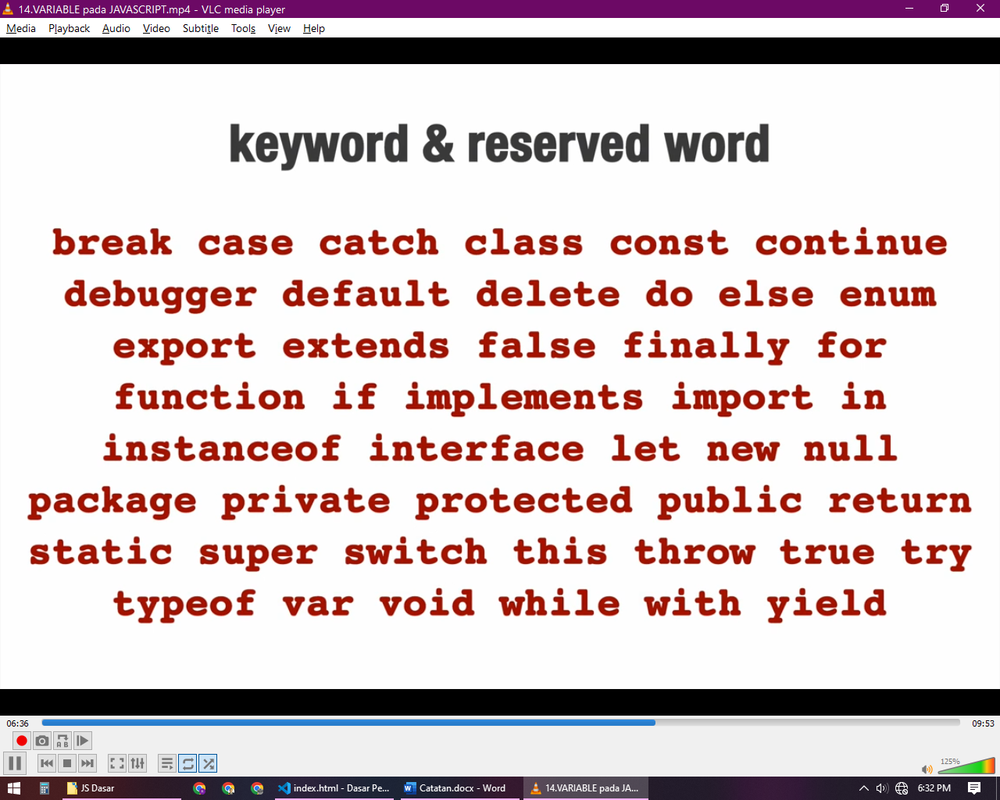 14.VARIABLE pada JAVASCRIPT.mp4 - VLC media player
Media Playback Audio Video Subtitle Tools View Help
keyword & reserved word
break case catch class const continue
debugger default delete do else enum
export extends false finally for
function if implements import in
instanceof interface let new null
package private protected public return
static super switch this throw true try
typeof var void while with yield
06:36 09:53
A B
125%
JS Dasar index.html - Dasar Pe... Catatan.docx - Word 14.VARIABLE pada JA... 6:32 PM